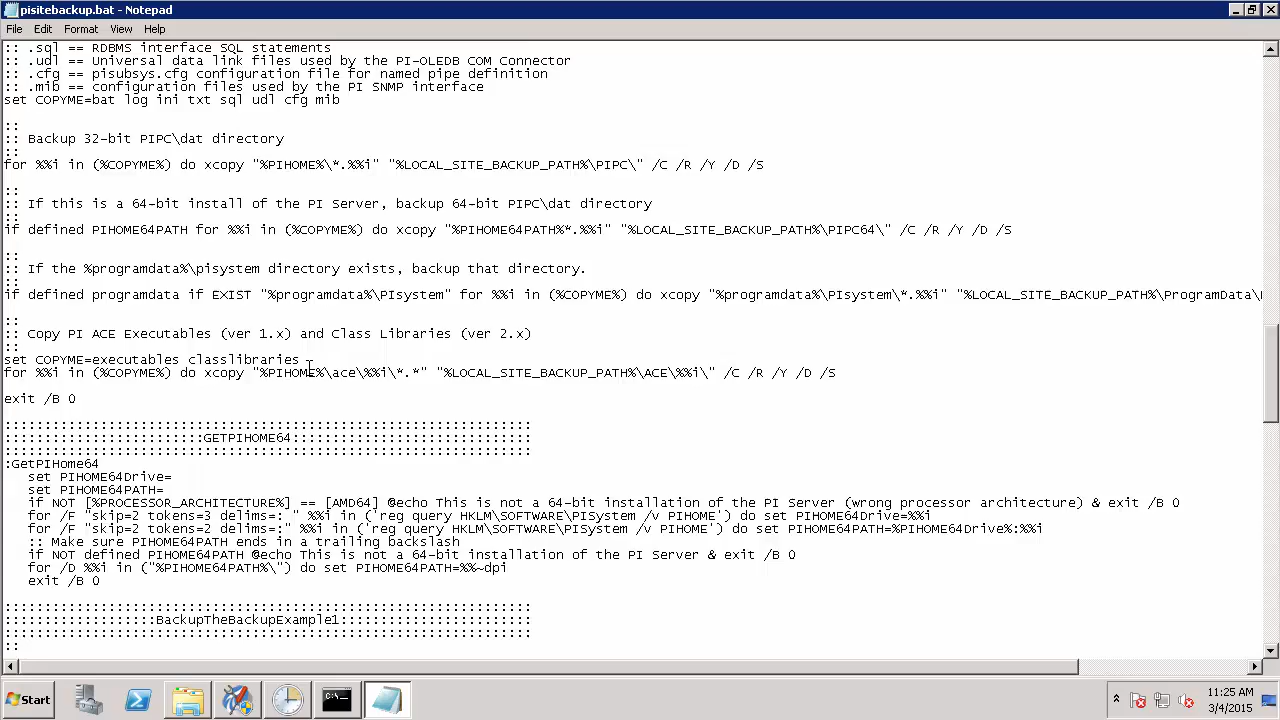 pisitebackup.bat - Notepad
File Edit Format View Help
:: .sql == RDBMS interface SQL statements
:: .udl == Universal data link files used by the PI-OLEDB COM Connector
:: .cfg == pisubsys.cfg configuration file for named pipe definition
:: .mib == configuration files used by the PI SNMP interface
set COPYME=bat log ini txt sql udl cfg mib
::
:: Backup 32-bit PIPC\dat directory
::
for %%i in (%COPYME%) do xcopy "%PIHOME%\*.%%i" "%LOCAL_SITE_BACKUP_PATH%\PIPC\" /C /R /Y /D /S
::
:: If this is a 64-bit install of the PI Server, backup 64-bit PIPC\dat directory
::
if defined PIHOME64PATH for %%i in (%COPYME%) do xcopy "%PIHOME64PATH%*.%%i" "%LOCAL_SITE_BACKUP_PATH%\PIPC64\" /C /R /Y /D /S
::
:: If the %programdata%\pisystem directory exists, backup that directory.
::
if defined programdata if EXIST "%programdata%\PIsystem" for %%i in (%COPYME%) do xcopy "%programdata%\PIsystem\*.%%i" "%LOCAL_SITE_BACKUP_PATH%\ProgramData\
::
:: Copy PI ACE Executables (ver 1.x) and Class Libraries (ver 2.x)
::
set COPYME=executables classlibraries
for %%i in (%COPYME%) do xcopy "%PIHOME%\ace\%%i\*.*" "%LOCAL_SITE_BACKUP_PATH%\ACE\%%i\" /C /R /Y /D /S
exit /B 0
::::::::::::::::::::::::::::::::::::::::::::::::::::::::::::::::::
:::::::::::::::::::::::::GETPIHOME64::::::::::::::::::::::::::::::
::::::::::::::::::::::::::::::::::::::::::::::::::::::::::::::::::
:GetPIHome64
set PIHOME64Drive=
set PIHOME64PATH=
if NOT [%PROCESSOR_ARCHITECTURE%] == [AMD64] @echo This is not a 64-bit installation of the PI Server (wrong processor architecture) & exit /B 0
for /F "skip=2 tokens=3 delims=: " %%i in ('reg query HKLM\SOFTWARE\PISystem /v PIHOME') do set PIHOME64Drive=%%i
for /F "skip=2 tokens=2 delims=:" %%i in ('reg query HKLM\SOFTWARE\PISystem /v PIHOME') do set PIHOME64PATH=%PIHOME64Drive%:%%i
:: Make sure PIHOME64PATH ends in a trailing backslash
if NOT defined PIHOME64PATH @echo This is not a 64-bit installation of the PI Server & exit /B 0
for /D %%i in ("%PIHOME64PATH%\") do set PIHOME64PATH=%%~dpi
exit /B 0
::::::::::::::::::::::::::::::::::::::::::::::::::::::::::::::::::
:::::::::::::::::::BackupTheBackupExample1::::::::::::::::::::::::
::::::::::::::::::::::::::::::::::::::::::::::::::::::::::::::::::
::
Start
C:\
11:25 AM
3/4/2015